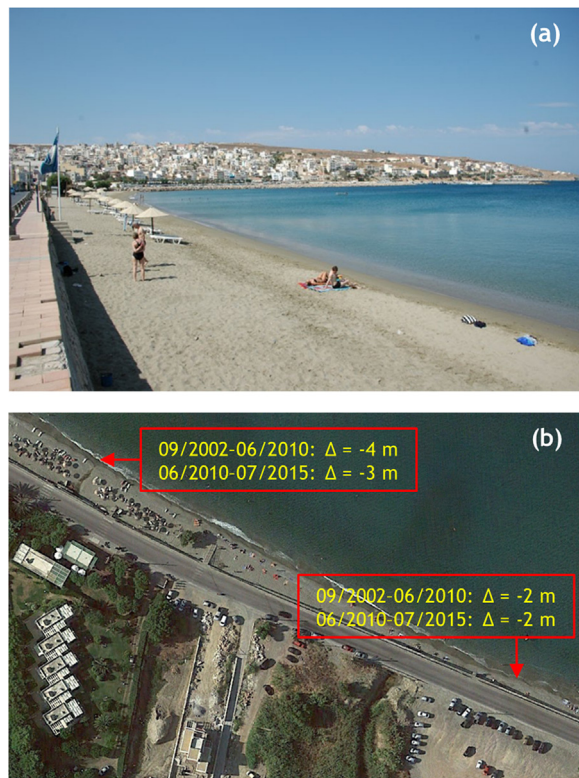 (a)
(b)
09/2002-06/2010: Δ = -4 m
06/2010-07/2015: Δ = -3 m
09/2002-06/2010: Δ = -2 m
06/2010-07/2015: Δ = -2 m